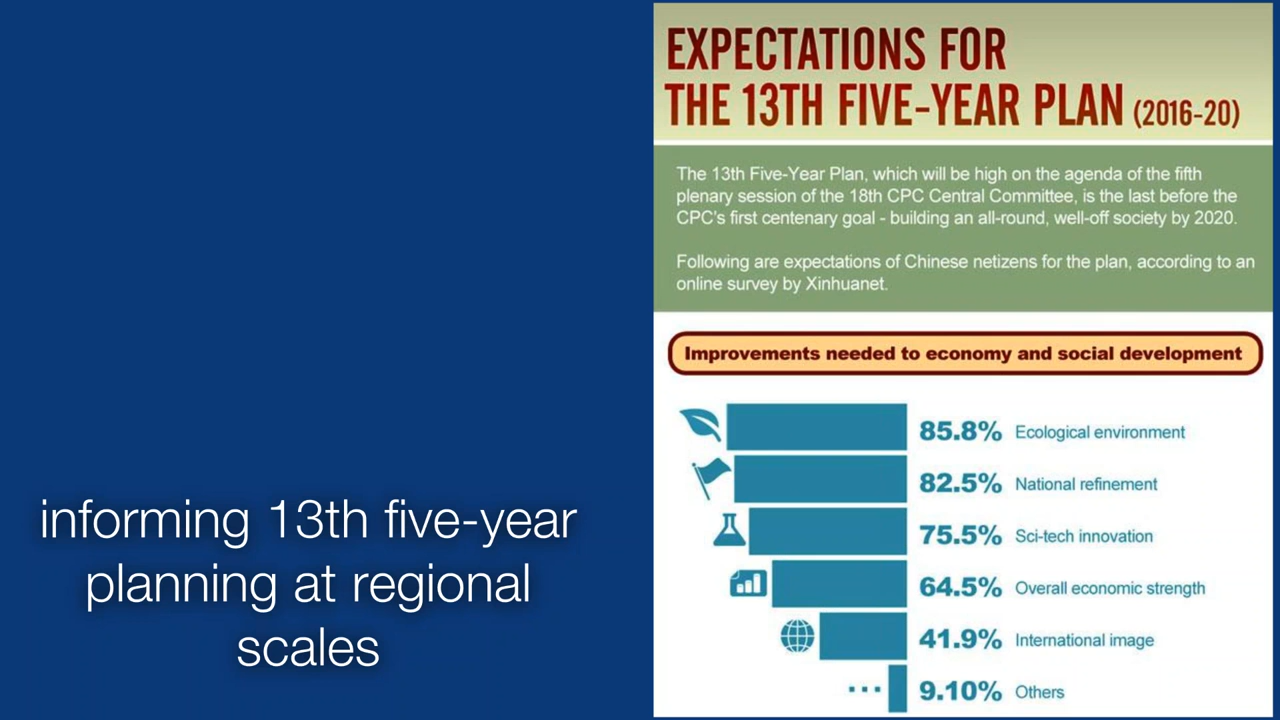 informing 13th five-year
planning at regional
scales
EXPECTATIONS FOR
THE 13TH FIVE-YEAR PLAN (2016-20)
The 13th Five-Year Plan, which will be high on the agenda of the fifth
plenary session of the 18th CPC Central Committee, is the last before the
CPC's first centenary goal - building an all-round, well-off society by 2020.
Following are expectations of Chinese netizens for the plan, according to an
online survey by Xinhuanet.
Improvements needed to economy and social development
85.8% Ecological environment
82.5% National refinement
75.5% Sci-tech innovation
64.5% Overall economic strength
41.9% International image
9.10% Others